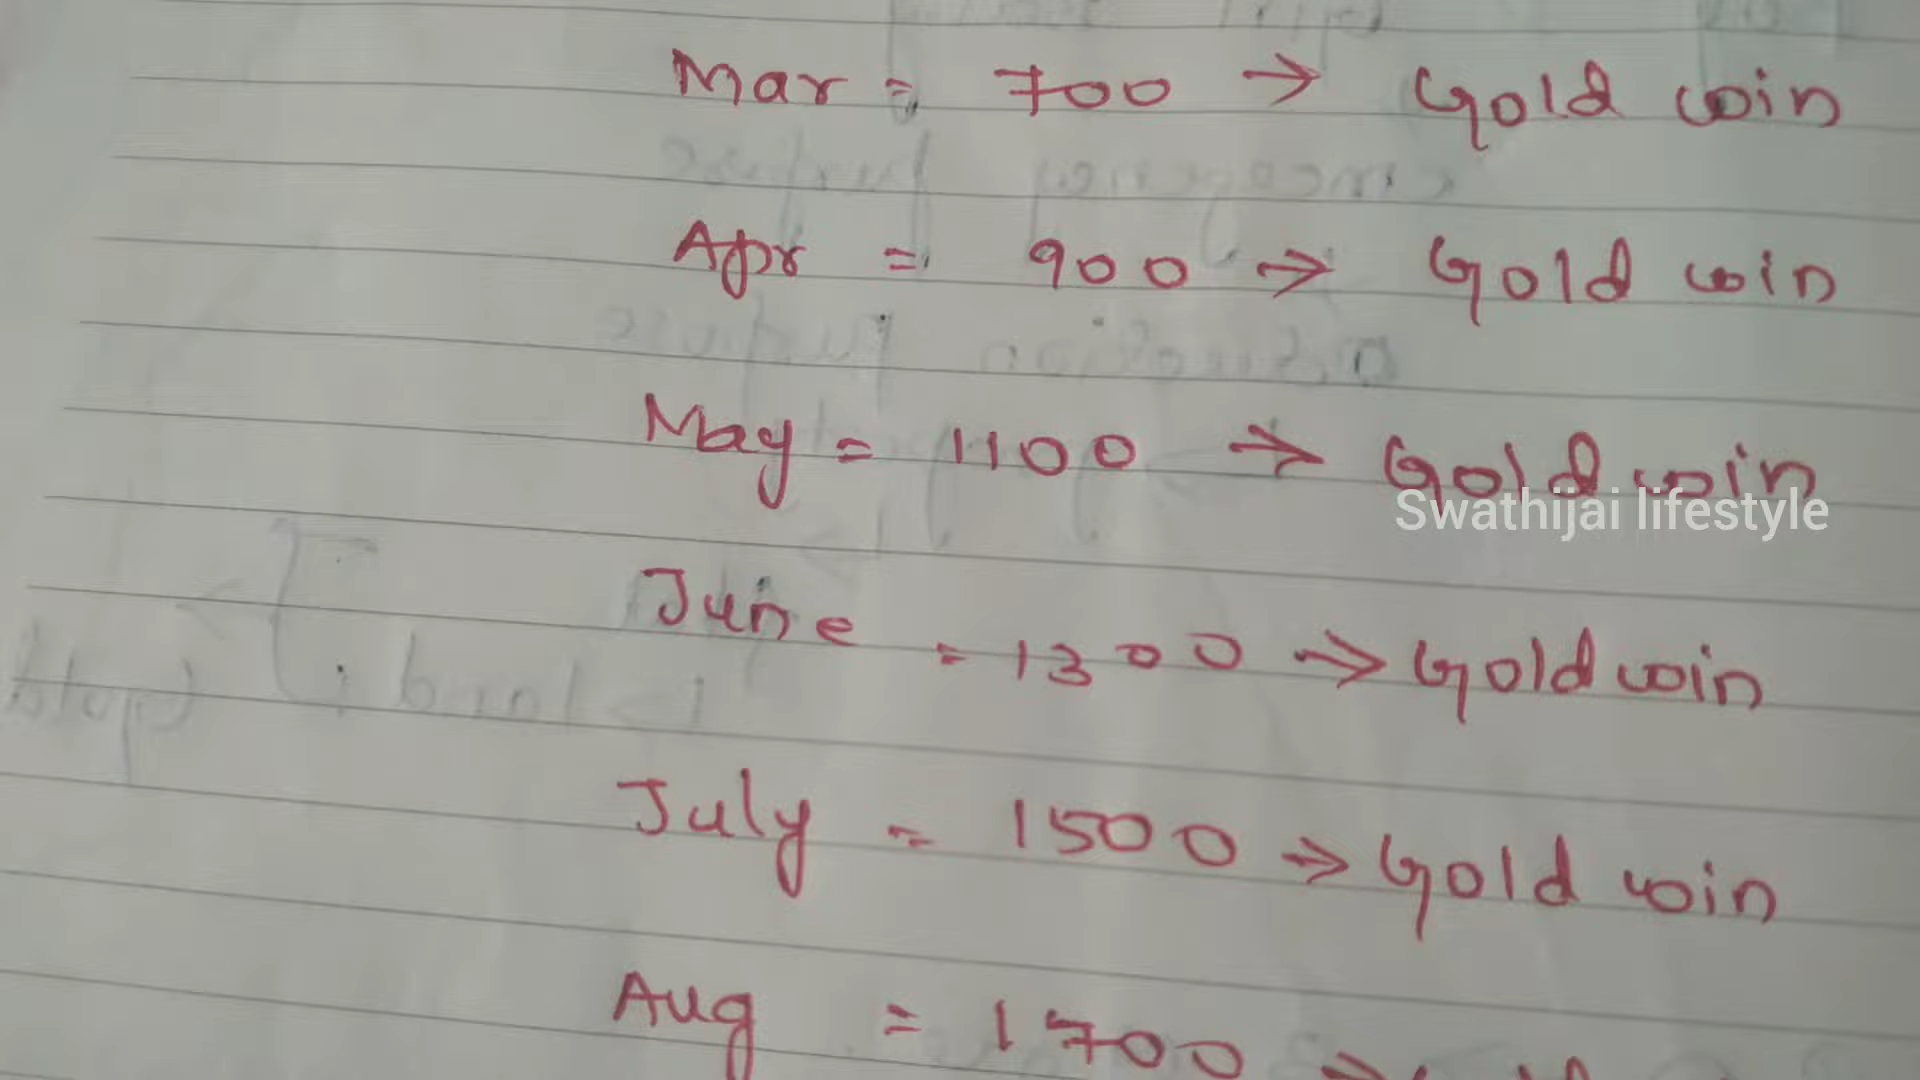 Mar = 700 → Gold coin
Apr = 900 → Gold coin
May = 1100 → Gold coin
Swathijai lifestyle
June = 1300 → Gold coin
July = 1500 → Gold coin
Aug = 1700 →